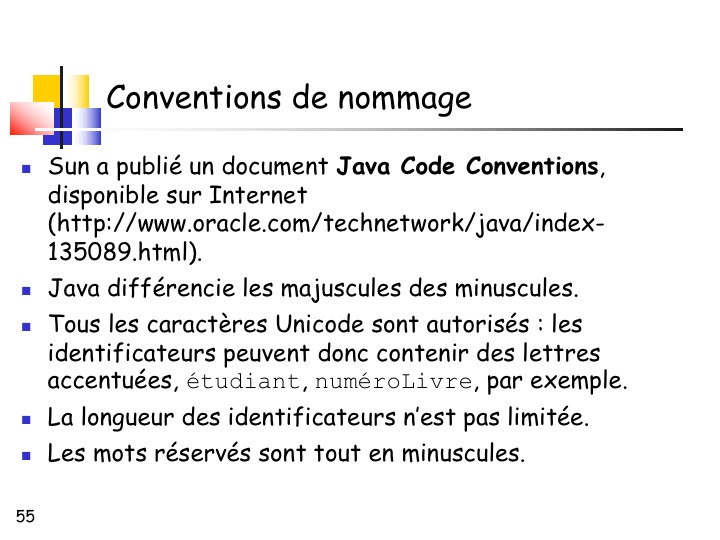 Conventions de nommage
Sun a publié un document Java Code Conventions,
disponible sur Internet
(http://www.oracle.com/technetwork/java/index-
135089.html).
Java différencie les majuscules des minuscules.
Tous les caractères Unicode sont autorisés : les
identificateurs peuvent donc contenir des lettres
accentuées, étudiant, numéroLivre, par exemple.
La longueur des identificateurs n'est pas limitée.
Les mots réservés sont tout en minuscules.
55